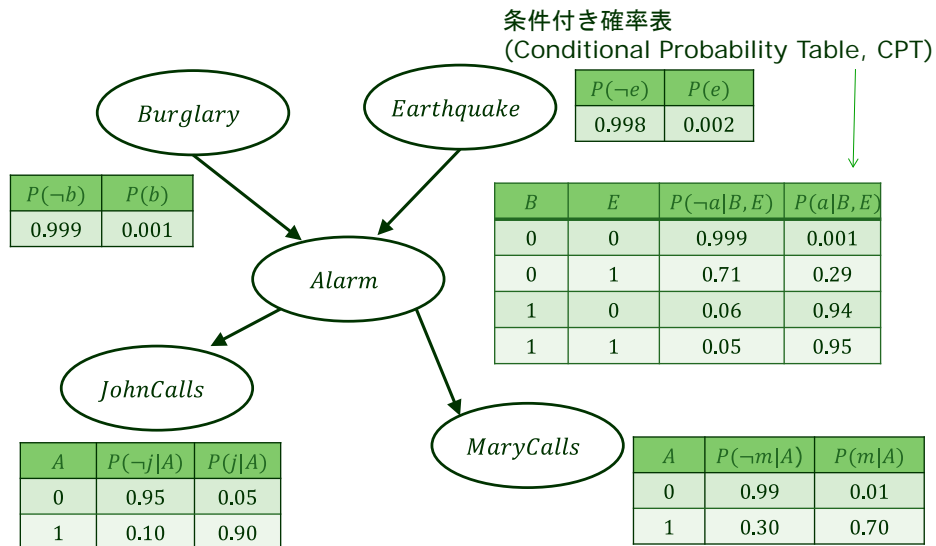 条件付き確率表
(Conditional Probability Table, CPT)
Burglary
Earthquake
P(¬e) P(e)
0.998 0.002
P(¬b) P(b)
0.999 0.001
Alarm
B E P(¬a|B,E) P(a|B,E)
0 0 0.999 0.001
0 1 0.71 0.29
1 0 0.06 0.94
1 1 0.05 0.95
JohnCalls
MaryCalls
A P(¬j|A) P(j|A)
0 0.95 0.05
1 0.10 0.90
A P(¬m|A) P(m|A)
0 0.99 0.01
1 0.30 0.70